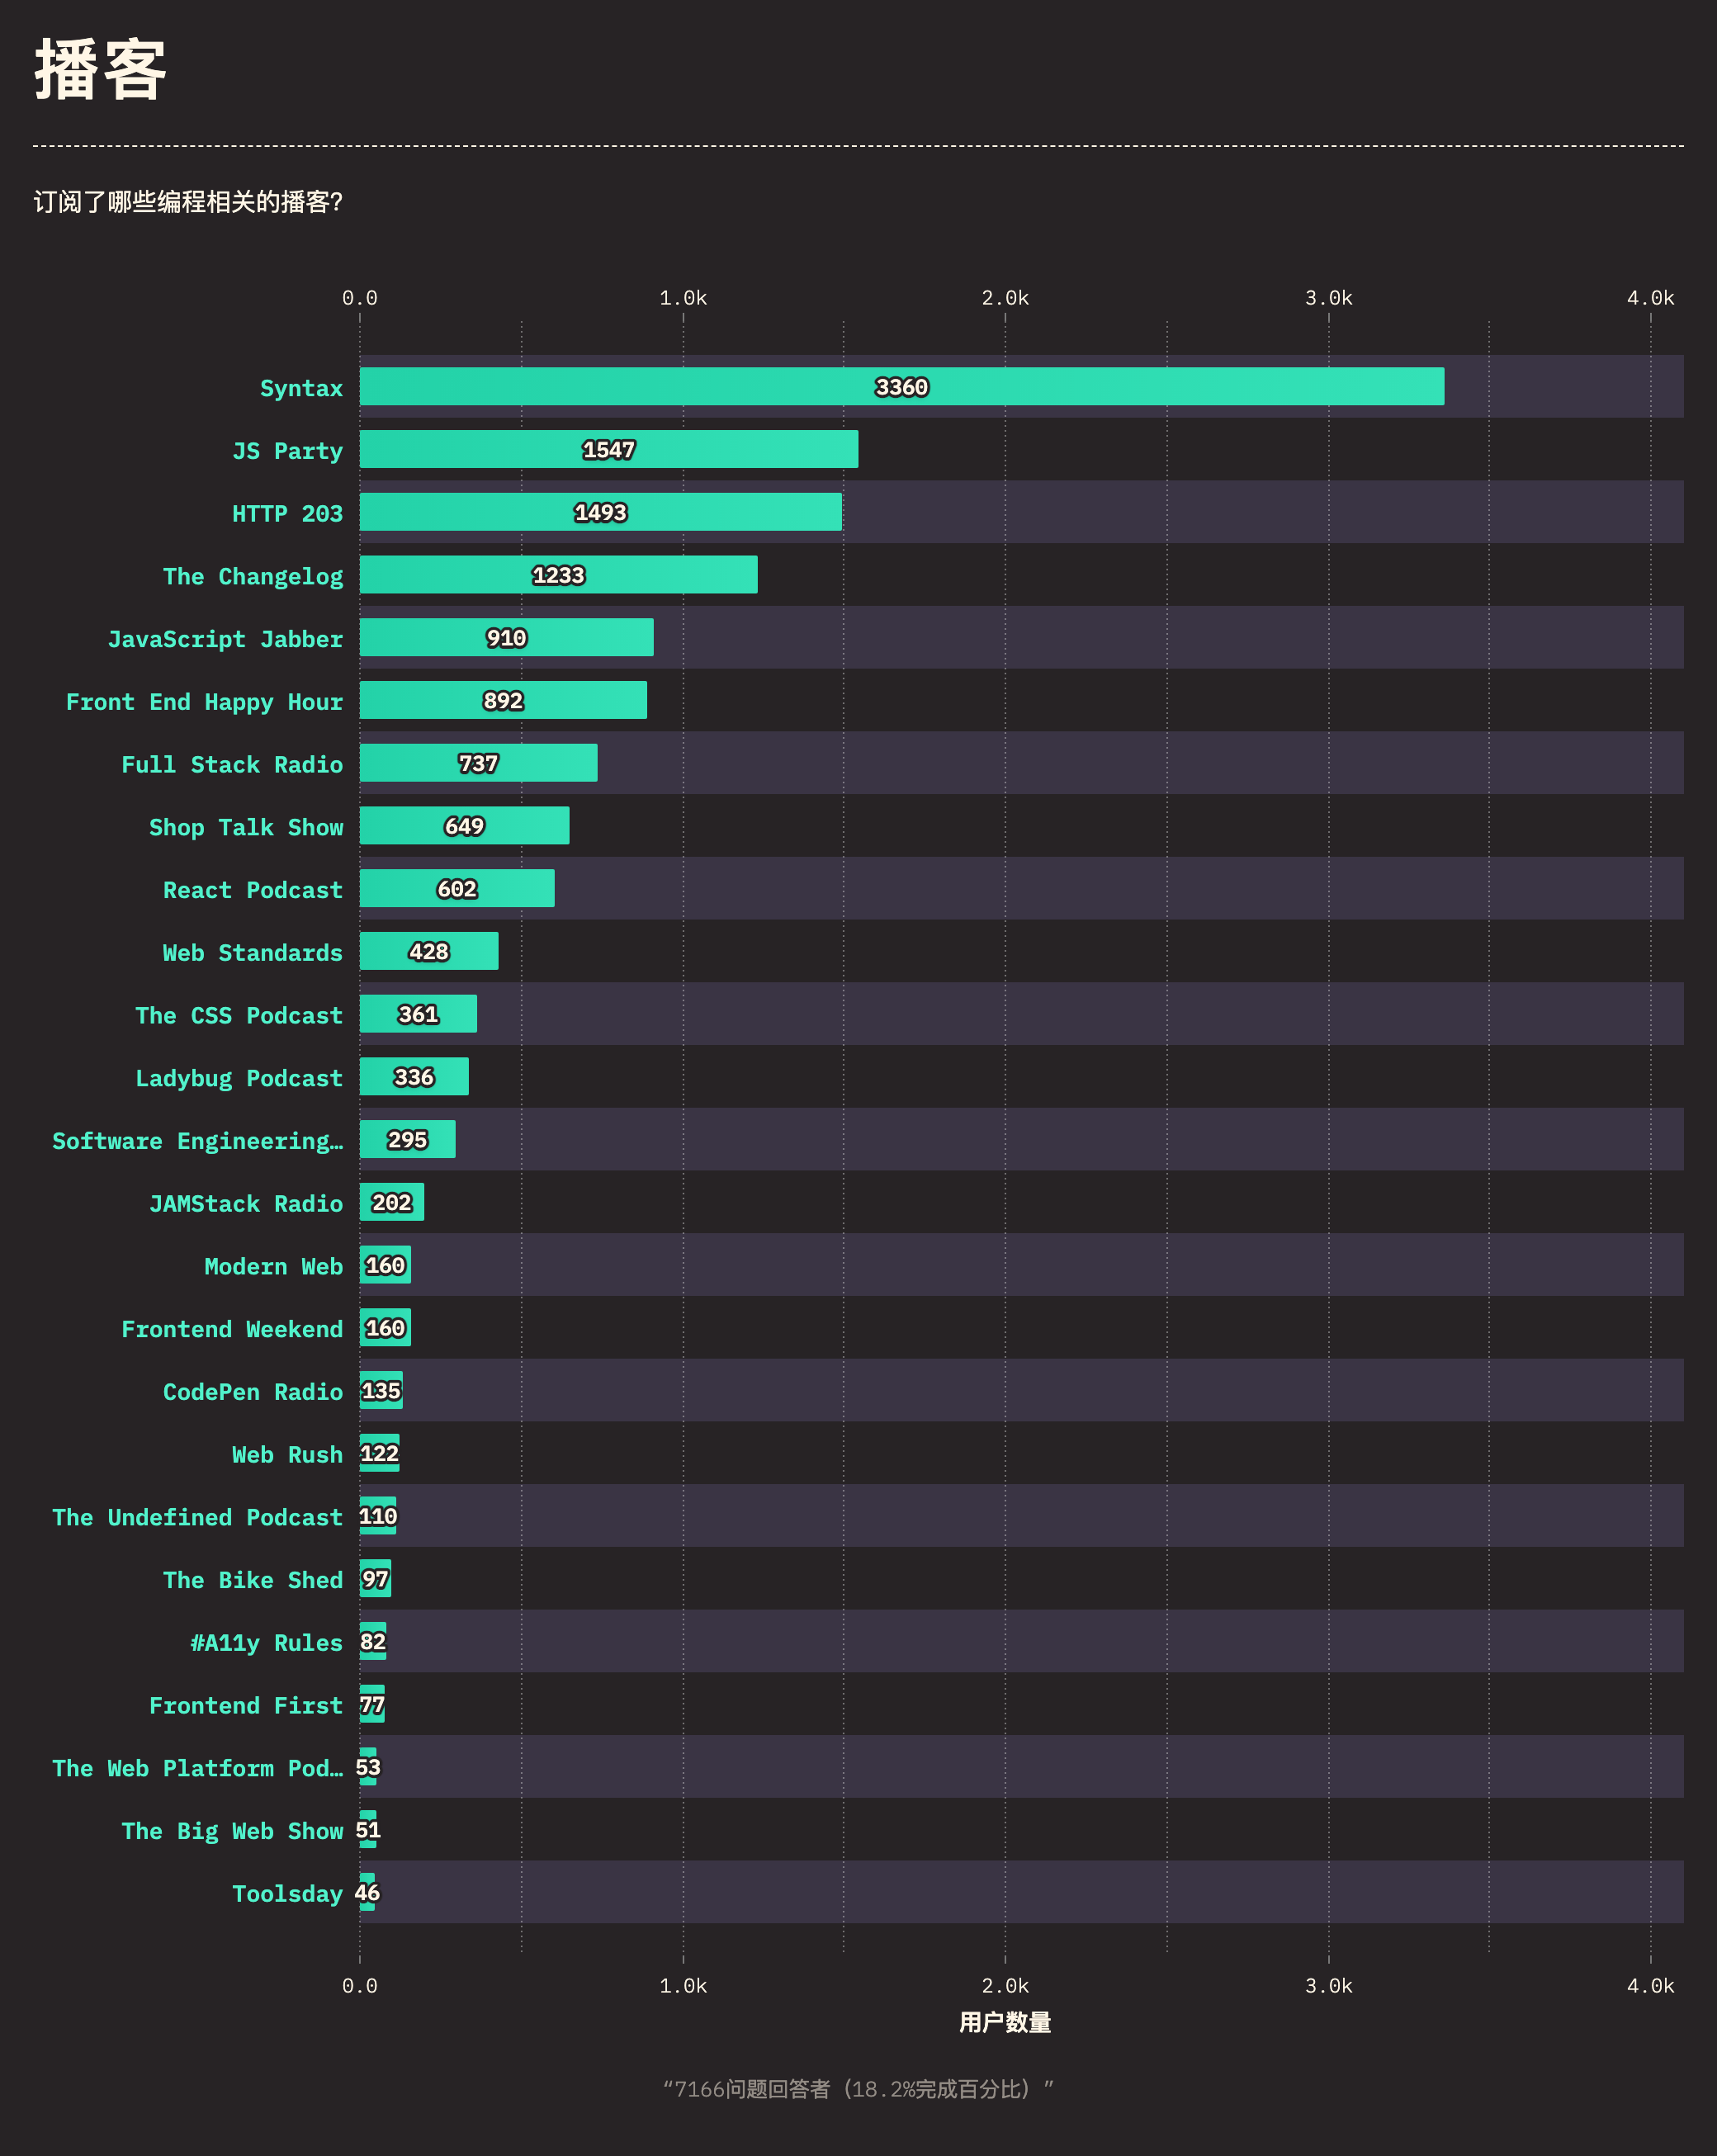 播客
订阅了哪些编程相关的播客?
0.0 1.0k 2.0k 3.0k 4.0k
Syntax 3360
JS Party 1547
HTTP 203 1493
The Changelog 1233
JavaScript Jabber 910
Front End Happy Hour 892
Full Stack Radio 737
Shop Talk Show 649
React Podcast 602
Web Standards 428
The CSS Podcast 361
Ladybug Podcast 336
Software Engineering… 295
JAMStack Radio 202
Modern Web 160
Frontend Weekend 160
CodePen Radio 135
Web Rush 122
The Undefined Podcast 110
The Bike Shed 97
#A11y Rules 82
Frontend First 77
The Web Platform Pod… 53
The Big Web Show 51
Toolsday 46
0.0 1.0k 2.0k 3.0k 4.0k
用户数量
“7166问题回答者（18.2%完成百分比）”